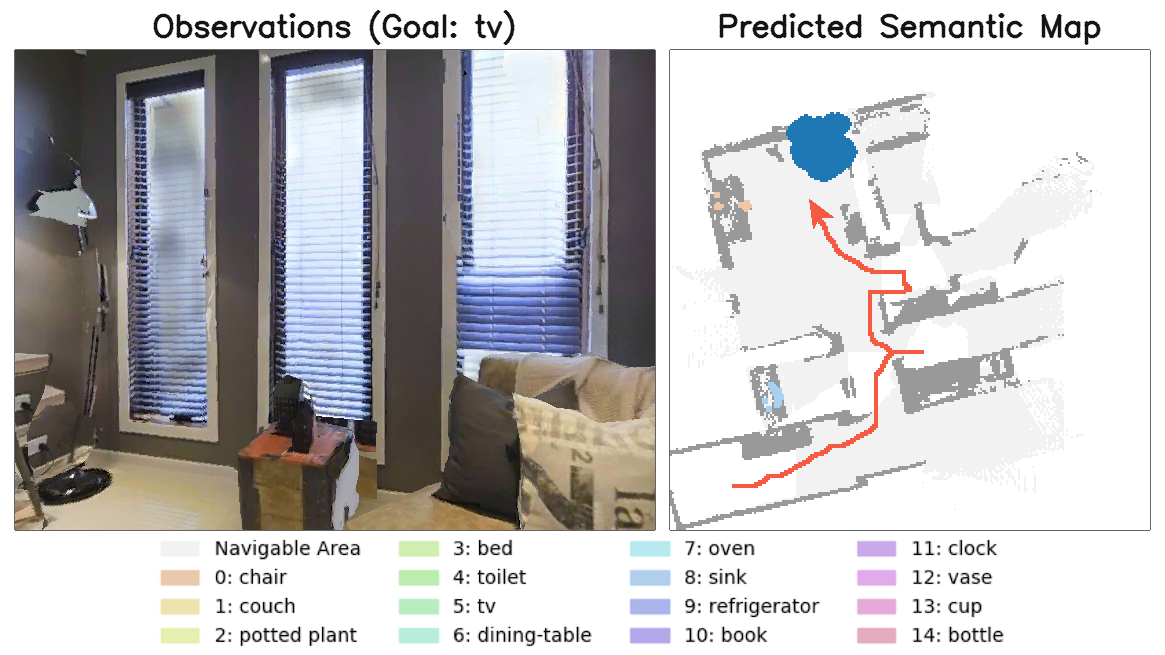 Observations (Goal: tv)
Predicted Semantic Map
Navigable Area
0: chair
1: couch
2: potted plant
3: bed
4: toilet
5: tv
6: dining-table
7: oven
8: sink
9: refrigerator
10: book
11: clock
12: vase
13: cup
14: bottle